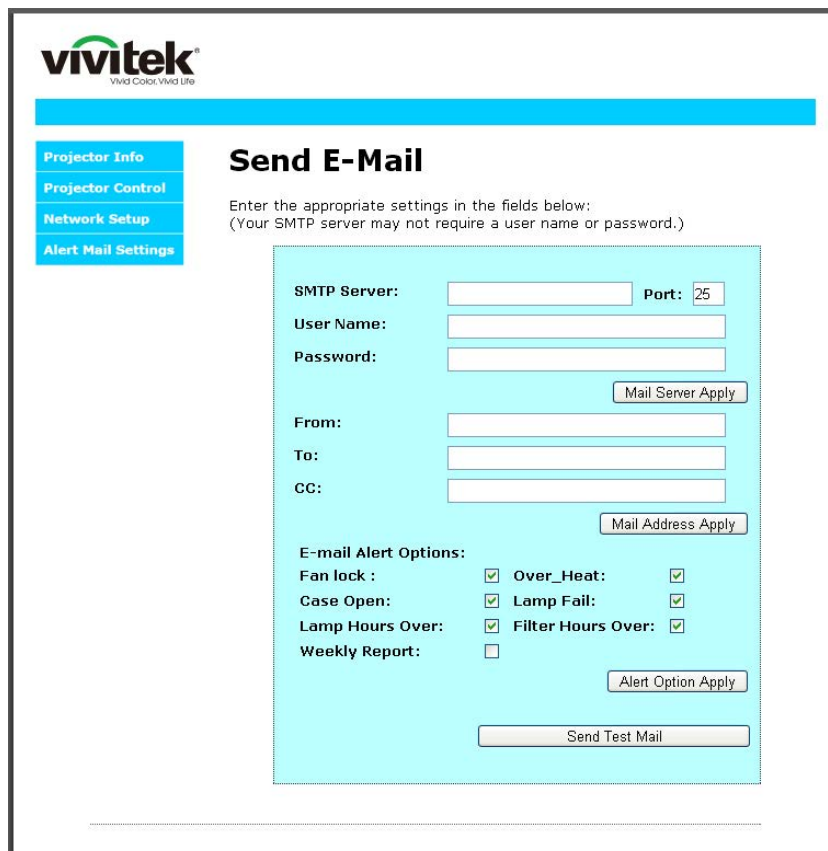 vivitek®
Vivid Color, Vivid Life
Projector Info
Projector Control
Network Setup
Alert Mail Settings
Send E-Mail
Enter the appropriate settings in the fields below:
(Your SMTP server may not require a user name or password.)
SMTP Server: Port: 25
User Name:
Password:
Mail Server Apply
From:
To:
CC:
Mail Address Apply
E-mail Alert Options:
Fan lock : Over_Heat:
Case Open: Lamp Fail:
Lamp Hours Over: Filter Hours Over:
Weekly Report:
Alert Option Apply
Send Test Mail